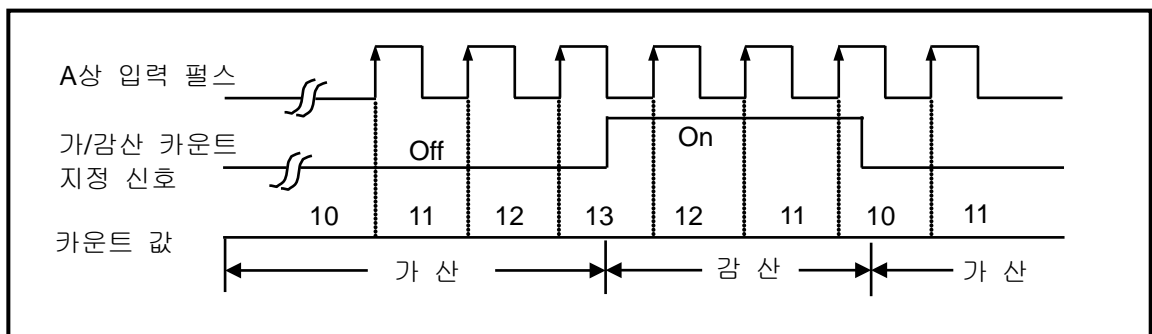 A상 입력 펄스
가/감산 카운트
지정 신호
Off
On
카운트 값
10 11 12 13 12 11 10 11
가 산 감 산 가 산